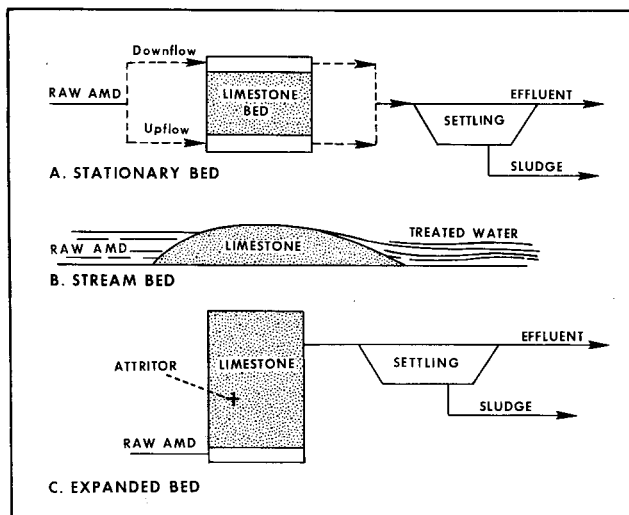 Downflow
RAW AMD
LIMESTONE
BED
Upflow
EFFLUENT
SETTLING
SLUDGE
A. STATIONARY BED
RAW AMD
LIMESTONE
TREATED WATER
B. STREAM BED
LIMESTONE
ATTRITOR
RAW AMD
EFFLUENT
SETTLING
SLUDGE
C. EXPANDED BED